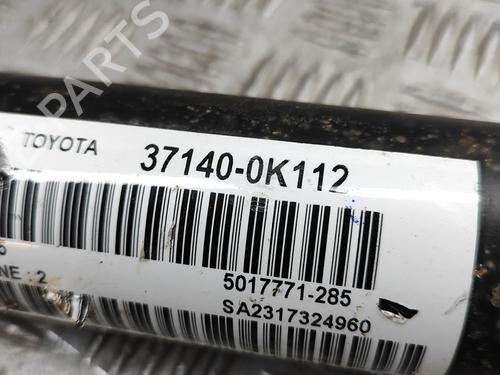 B-PARTS
TOYOTA 37140-0K112
NE : 2
5017771-285
SA2317324960